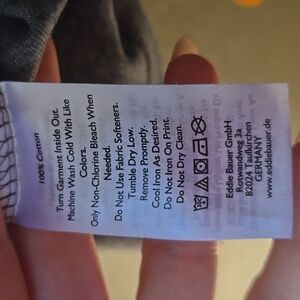 100% Cotton
Turn Garment Inside Out.
Machine Wash Cold With Like
Colors.
Only Non-Chlorine Bleach When
Needed.
Do Not Use Fabric Softeners.
Tumble Dry Low.
Remove Promptly.
Cool Iron As Desired.
Do Not Iron On Print.
Do Not Dry Clean.
Eddie Bauer GmbH
Rotwandweg 3a.
82024 Taufkirchen
GERMANY
www.eddiebauer.de